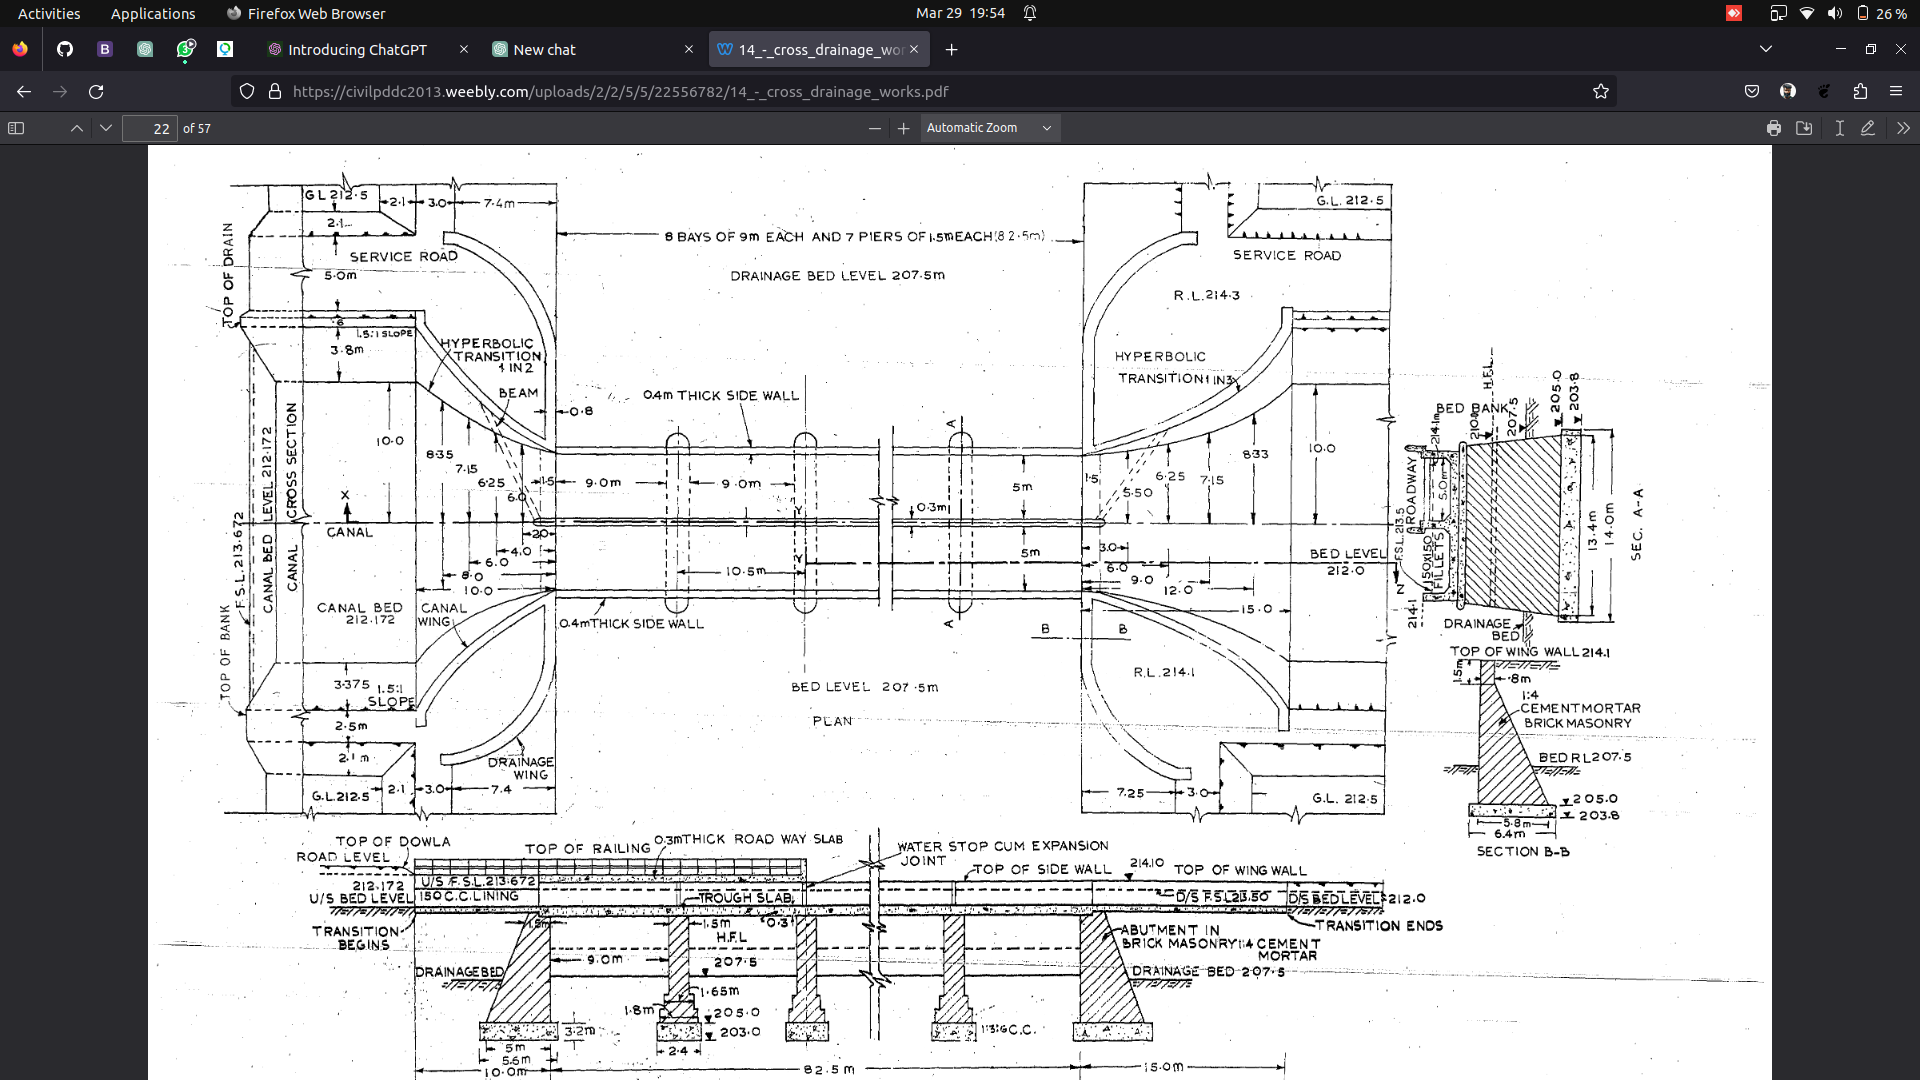 Activities Applications Firefox Web Browser Mar 29 19:54 26 %
Introducing ChatGPT New chat 14_-_cross_drainage_wor
https://civilpddc2013.weebly.com/uploads/2/2/5/5/22556782/14_-_cross_drainage_works.pdf
22 of 57 Automatic Zoom
GL 212.5
2.1 3.0 7.4m
2.1
SERVICE ROAD
5.0m
TOP OF DRAIN
1.5:1 SLOPE
3.8m
HYPERBOLIC
TRANSITION
1 IN 2
BEAM
0.8
8 BAYS OF 9m EACH AND 7 PIERS OF 1.5m EACH (82.5m)
DRAINAGE BED LEVEL 207.5m
G.L. 212.5
SERVICE ROAD
R.L. 214.3
HYPERBOLIC
TRANSITION 1 IN 3
0.4m THICK SIDE WALL
10.0
8.35
7.15
6.25
6.0
1.5
9.0m
9.0m
A
0.3m
5m
1.5
5.50
6.25
7.15
8.33
10.0
F.S.L. 213.672
CANAL BED LEVEL 212.172
CANAL CROSS SECTION
X
CANAL
Y
Y
2.0
4.0
6.0
8.0
10.0
10.5m
5m
3.0
6.0
9.0
12.0
15.0
BED LEVEL
212.0
Z
CANAL BED
212.172
CANAL
WING
0.4m THICK SIDE WALL
A
B B
TOP OF BANK
3.375
1.5:1
SLOPE
2.5m
2.1 m
G.L. 212.5
2.1 3.0 7.4
DRAINAGE
WING
BED LEVEL 207.5m
PLAN
R.L. 214.1
7.25 3.0
G.L. 212.5
BED BANK
H.F.L.
207.5
205.0
203.8
ROADWAY
5.0m
F.S.L. 213.5
150x150
FILLETS
214.1
13.4m
14.0m
SEC. A-A
DRAINAGE
BED
TOP OF WING WALL 214.1
1.5m
.8m
1:4
CEMENT MORTAR
BRICK MASONRY
BED RL 207.5
205.0
203.8
5.8m
6.4m
SECTION B-B
TOP OF DOWLA
ROAD LEVEL
TOP OF RAILING
0.3m THICK ROAD WAY SLAB
WATER STOP CUM EXPANSION
JOINT
TOP OF SIDE WALL
214.10
TOP OF WING WALL
212.172
U/S BED LEVEL
U/S F.S.L. 213.672
150 C.C. LINING
TROUGH SLAB
D/S F.S.L. 213.50
D/S BED LEVEL 212.0
TRANSITION
BEGINS
1.5m
0.3
H.F.L
ABUTMENT IN
BRICK MASONRY 1:4 CEMENT
MORTAR
TRANSITION ENDS
DRAINAGE BED
9.0m
207.5
DRAINAGE BED 207.5
1.65m
1.8m
205.0
203.0
3.2m
1:3:6 C.C.
5m
5.6m
2.4
10.0m
82.5 m
15.0m